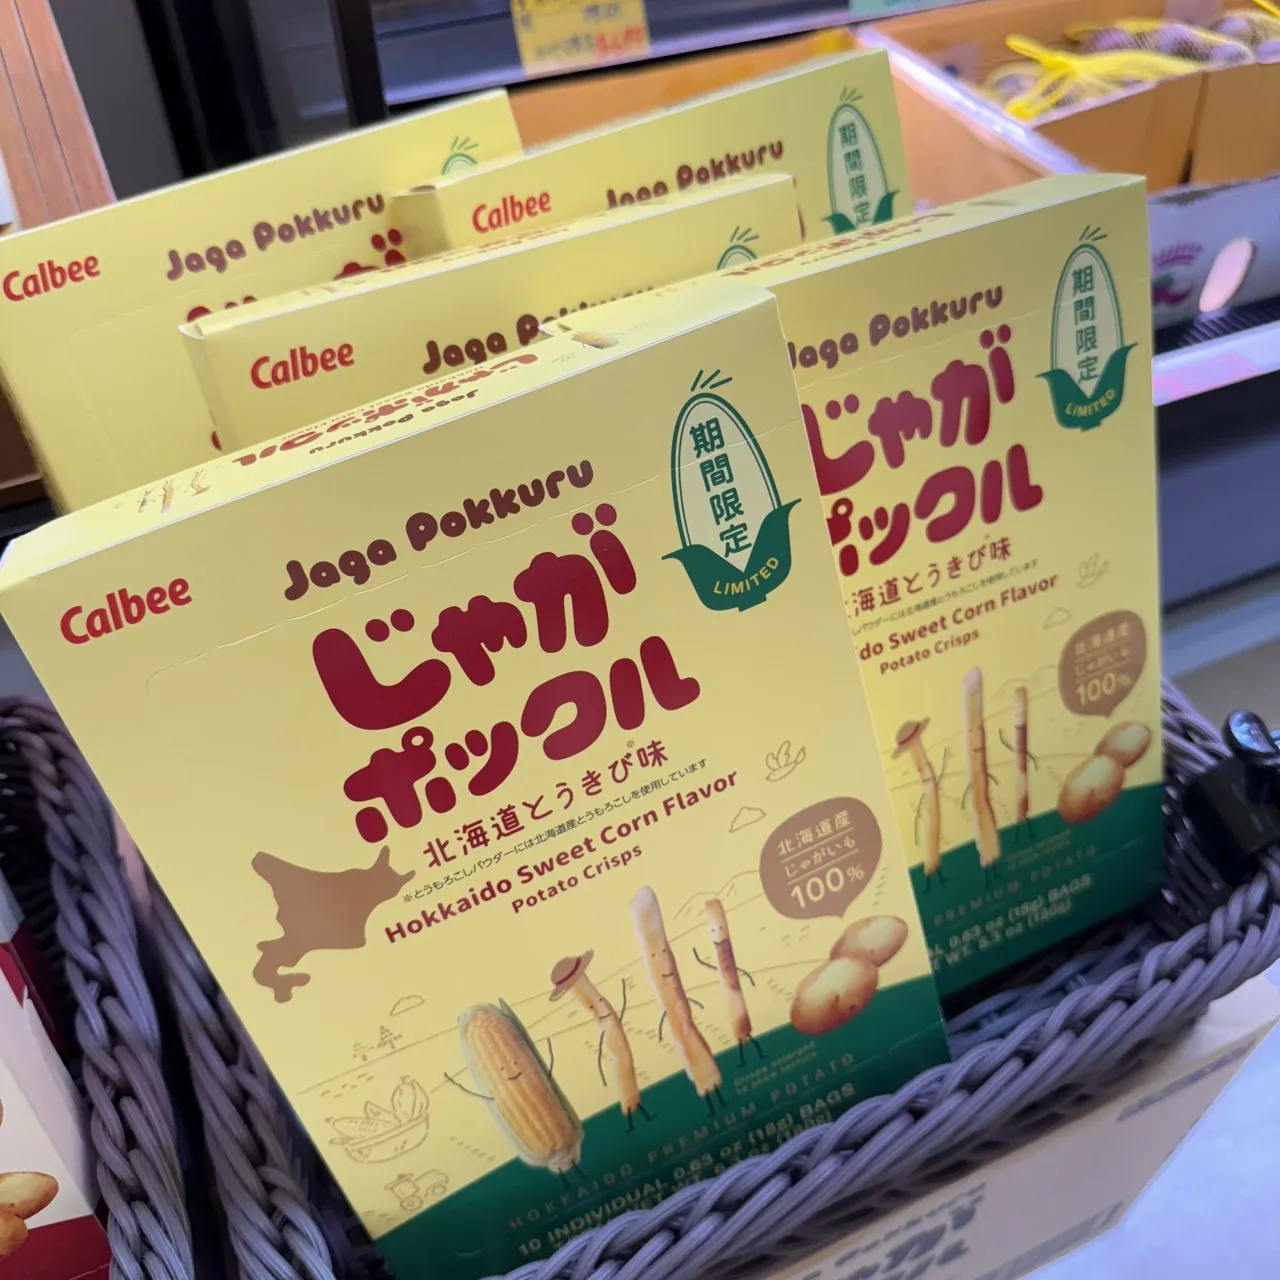 Calbee
Jaga Pokkuru
Calbee
Jaga Pokkuru
期間限定
Calbee
Jaga
Jaga Pokkuru
じゃが
ポックル
期間限定
LIMITED
海道とうきび味
Sweet Corn Flavor
Potato Crisps
北海道産
じゃがいも
100%
PREMIUM POTATO
0.63 oz (18g) BAGS
Calbee
Jaga Pokkuru
じゃが
ポックル
期間限定
LIMITED
北海道とうきび※味
※とうもろこしパウダーには北海道産とうもろこしを使用しています
Hokkaido Sweet Corn Flavor
Potato Crisps
北海道産
じゃがいも
100%
HOKKAIDO PREMIUM POTATO
10 INDIVIDUAL 0.63 oz (18g) BAGS